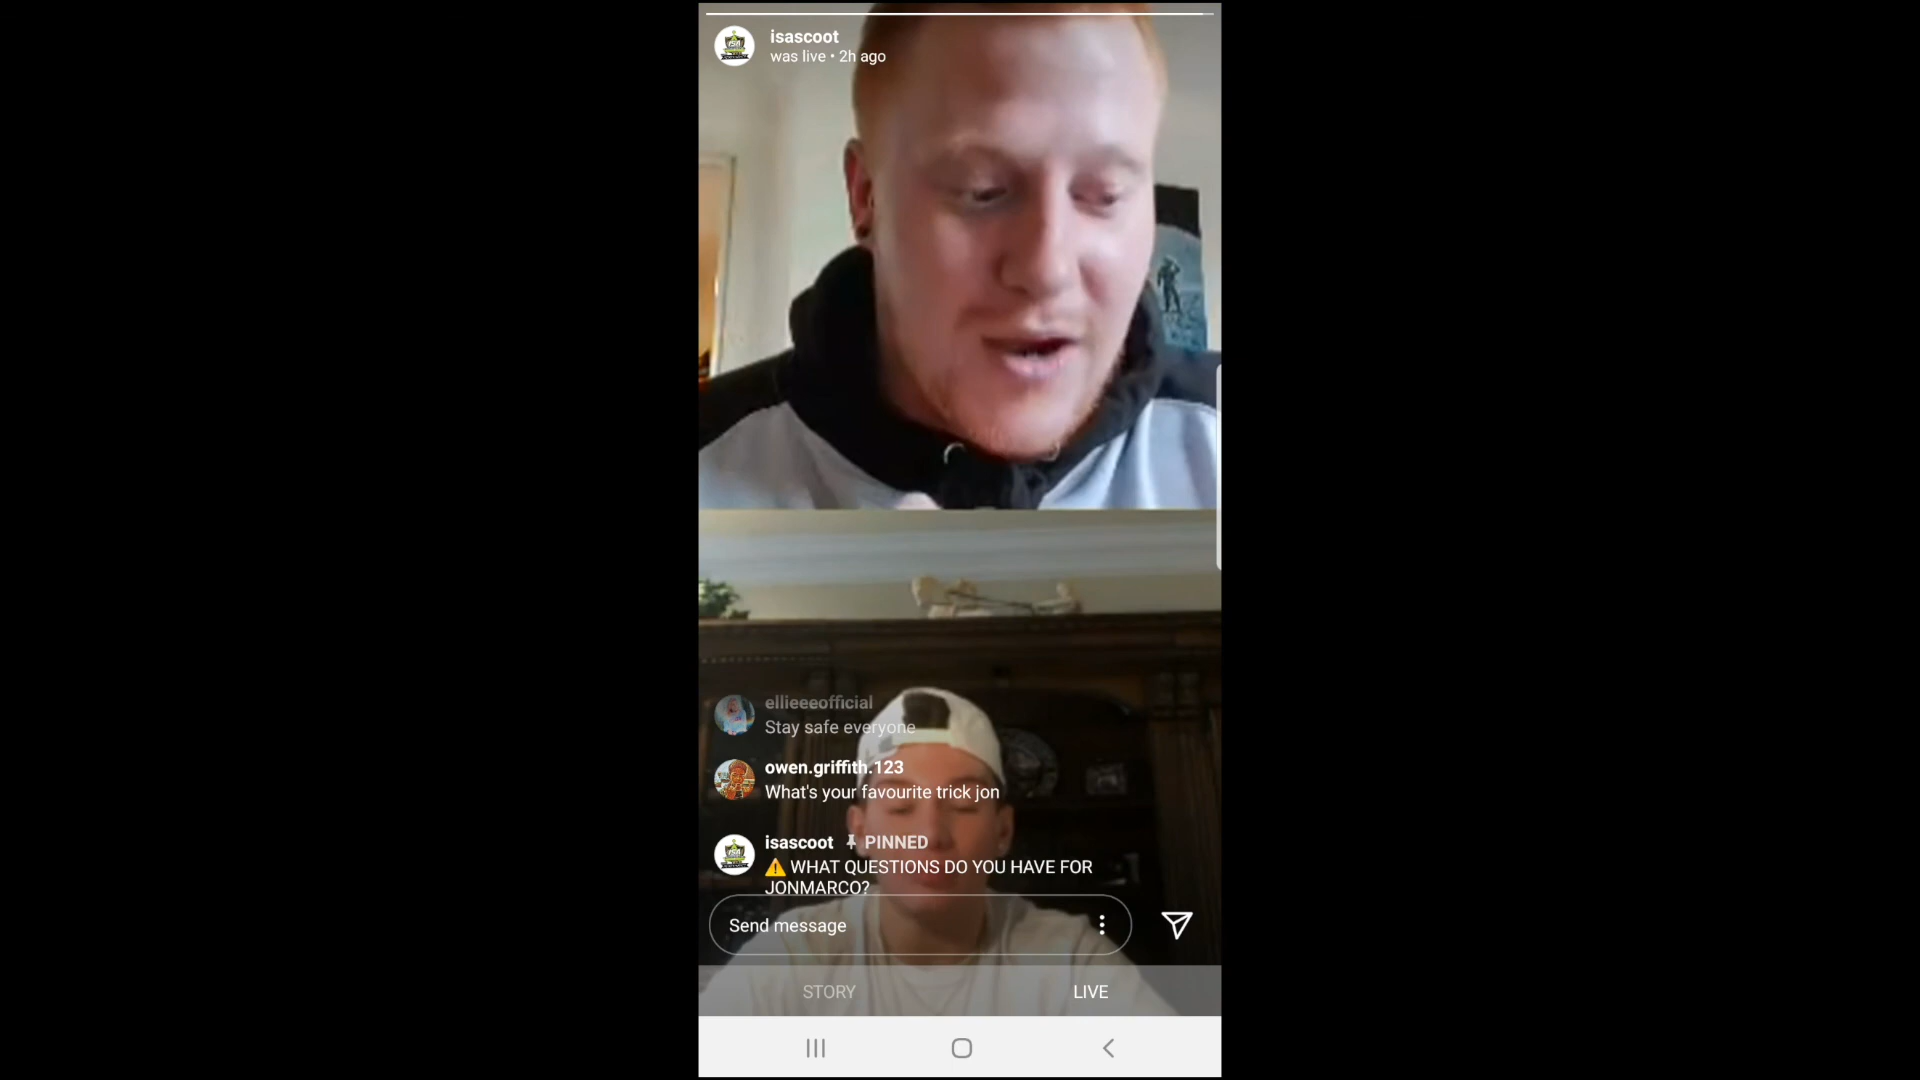 isascoot
was live • 2h ago
ellieeeofficial
Stay safe everyone
owen.griffith.123
What's your favourite trick jon
isascoot PINNED
⚠️ WHAT QUESTIONS DO YOU HAVE FOR
JONMARCO?
Send message
STORY LIVE